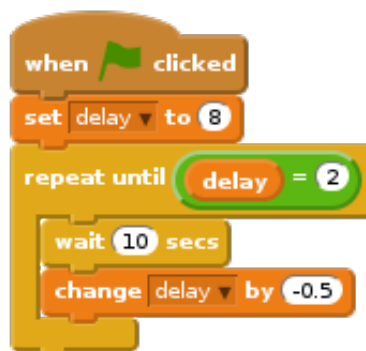 when clicked
set delay to 8
repeat until delay = 2
wait 10 secs
change delay by -0.5